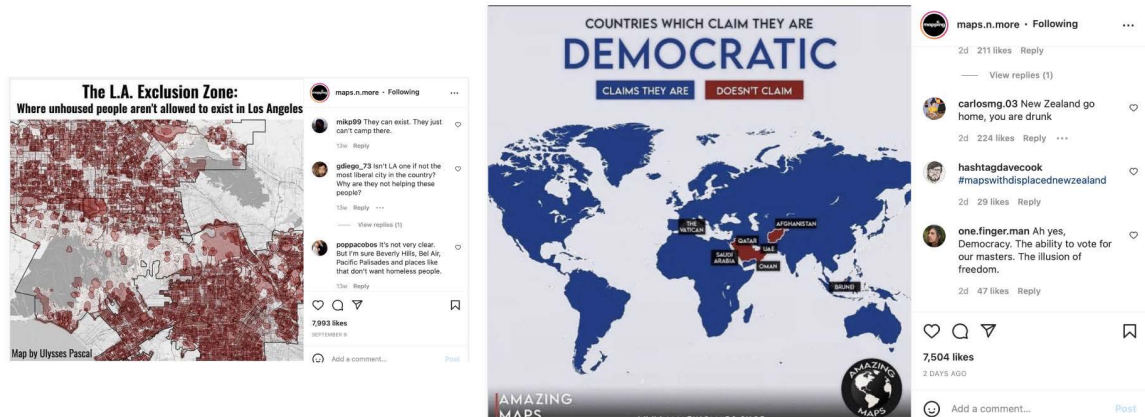 The L.A. Exclusion Zone:
Where unhoused people aren't allowed to exist in Los Angeles
Map by Ulysses Pascal
maps.n.more • Following
mikp99 They can exist. They just
can't camp there.
13w Reply
gdiego_73 Isn't LA one if not the
most liberal city in the country?
Why are they not helping these
people?
13w Reply
View replies (1)
poppacobos It's not very clear.
But I'm sure Beverly Hills, Bel Air,
Pacific Palisades and places like
that don't want homeless people.
13w Reply
7,993 likes
Add a comment...
Post
COUNTRIES WHICH CLAIM THEY ARE
DEMOCRATIC
CLAIMS THEY ARE
DOESN'T CLAIM
THE
VATICAN
AFGHANISTAN
QATAR
UAE
SAUDI
ARABIA
OMAN
BRUNEI
AMAZING
MAPS
AMAZING
MAPS
maps.n.more • Following
2d 211 likes Reply
View replies (1)
carlosmg.03 New Zealand go
home, you are drunk
2d 224 likes Reply
hashtagdavecook
#mapswithdisplacednewzealand
2d 29 likes Reply
one.finger.man Ah yes,
Democracy. The ability to vote for
our masters. The illusion of
freedom.
2d 47 likes Reply
7,504 likes
2 DAYS AGO
Add a comment...
Post